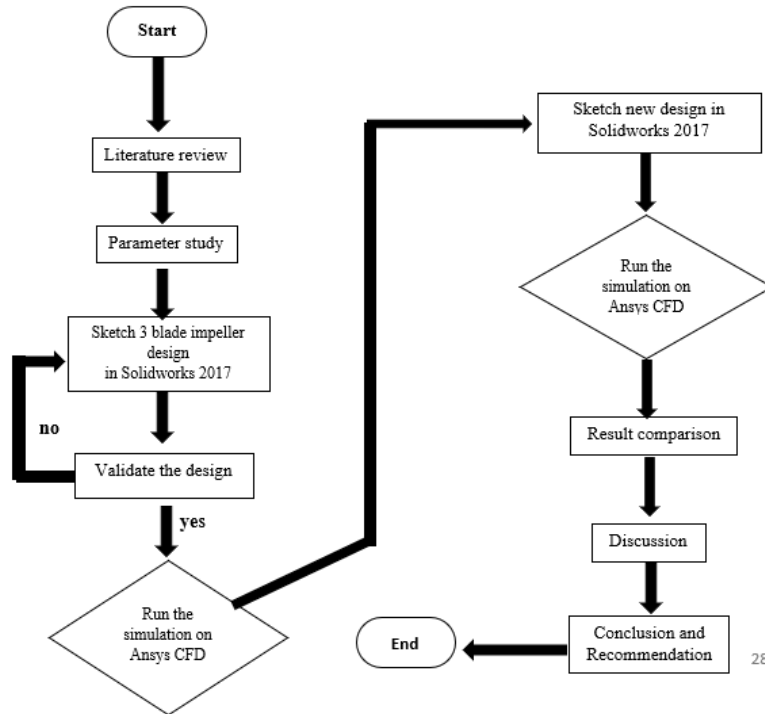 Start
Literature review
Parameter study
Sketch 3 blade impeller
design
in Solidworks 2017
no
Validate the design
yes
Run the
simulation on
Ansys CFD
Sketch new design in
Solidworks 2017
Run the
simulation on
Ansys CFD
Result comparison
Discussion
Conclusion and
Recommendation
End
28